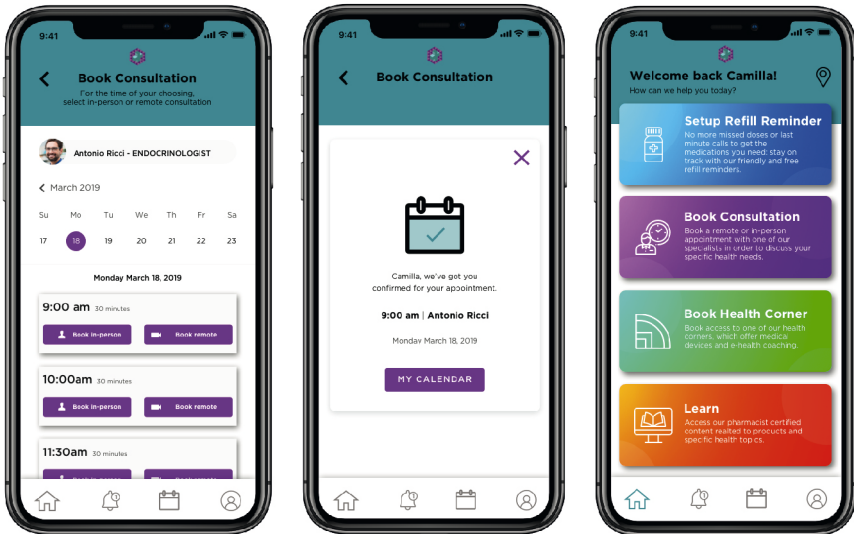 9:41
Book Consultation
For the time of your choosing,
select in-person or remote consultation
Antonio Ricci - ENDOCRINOLOGIST
March 2019
Su Mo Tu We Th Fr Sa
17 18 19 20 21 22 23
Monday March 18, 2019
9:00 am 30 minutes
Book in-person Book remote
10:00am 30 minutes
Book in-person Book remote
11:30am 30 minutes
Book in-person Book remote
1
9:41
Book Consultation
Camilla, we've got you
confirmed for your appointment.
9:00 am | Antonio Ricci
Monday March 18, 2019
MY CALENDAR
1
9:41
Welcome back Camilla!
How can we help you today?
Setup Refill Reminder
No more missed doses or last
minute calls to get the
medications you need: stay on
track with our friendly and free
refill reminders.
Book Consultation
Book a remote or in-person
appointment with one of our
specialists in order to discuss your
specific health needs.
Book Health Corner
Book access to one of our health
corners, which offer medical
devices and e-health coaching.
Learn
Access our pharmacist certified
content realted to products and
specific health topics.
1